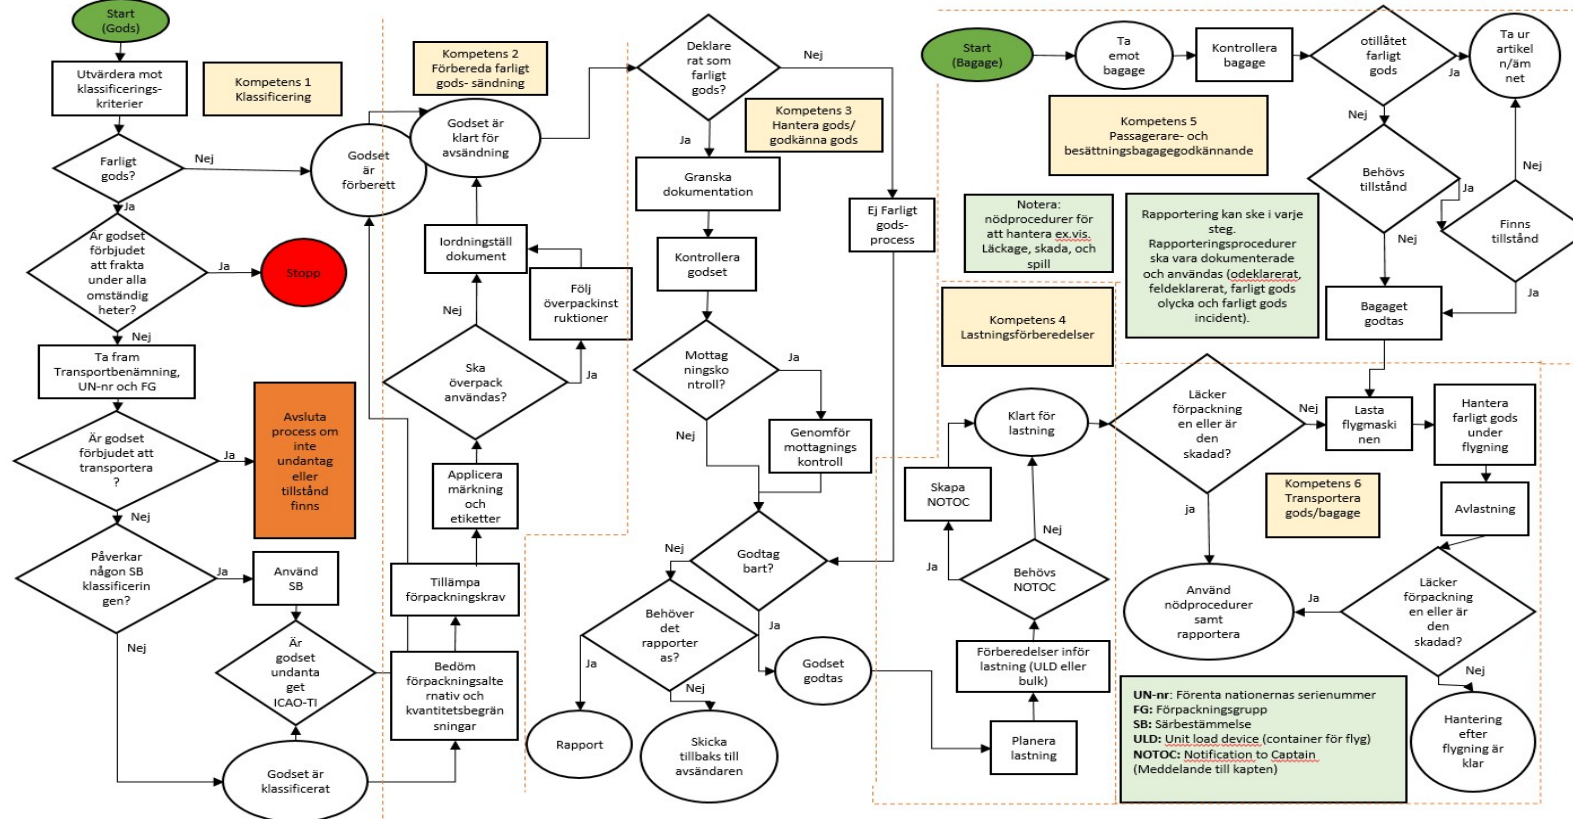 Start
(Gods)
Utvärdera mot
klassificerings-
kriterier
Kompetens 1
Klassificering
Farligt
gods?
Nej
Ja
Är godset
förbjudet
att frakta
under alla
omständig
heter?
Ja
Stopp
Nej
Ta fram
Transportbenämning,
UN-nr och FG
Är godset
förbjudet att
transportera
?
Ja
Avsluta
process om
inte
undantag
eller
tillstånd
finns
Nej
Påverkar
någon SB
klassificerin
gen?
Ja
Använd
SB
Nej
Är
godset
undanta
get
ICAO-TI
Godset är
klassificerat
Kompetens 2
Förbereda farligt
gods- sändning
Godset
är
förberett
Godset är
klart för
avsändning
Iordningställ
dokument
Följ
överpackinst
ruktioner
Nej
Ska
överpack
användas?
Ja
Applicera
märkning
och
etiketter
Tillämpa
förpackningskrav
Bedöm
förpackningsalte
rnativ och
kvantitetsbegrän
sningar
Deklare
rat som
farligt
gods?
Nej
Kompetens 3
Hantera gods/
godkänna gods
Ja
Granska
dokumentation
Ej Farligt
gods-
process
Kontrollera
godset
Mottag
ningsko
ntroll?
Ja
Nej
Genomför
mottagnings
kontroll
Godtag
bart?
Nej
Ja
Behöver
det
rapporter
as?
Ja
Nej
Godset
godtas
Rapport
Skicka
tillbaks till
avsändaren
Start
(Bagage)
Ta
emot
bagage
Kontrollera
bagage
otillåtet
farligt
gods
Ja
Ta ur
artikel
n/äm
net
Nej
Kompetens 5
Passagerare- och
besättningsbagagegodkännande
Behövs
tillstånd
Ja
Nej
Nej
Finns
tillstånd
Ja
Notera:
nödprocedurer för
att hantera ex.vis.
Läckage, skada, och
spill
Rapportering kan ske i varje
steg.
Rapporteringsprocedurer
ska vara dokumenterade
och användas (odeklarerat,
feldeklarerat, farligt gods
olycka och farligt gods
incident).
Bagaget
godtas
Kompetens 4
Lastningsförberedelser
Klart för
lastning
Skapa
NOTOC
Nej
Ja
Behövs
NOTOC
Förberedelser inför
lastning (ULD eller
bulk)
Planera
lastning
Läcker
förpackning
en eller är
den
skadad?
Nej
ja
Lasta
flygmaski
nen
Hantera
farligt gods
under
flygning
Kompetens 6
Transportera
gods/bagage
Avlastning
Använd
nödprocedurer
samt
rapportera
Ja
Läcker
förpackning
en eller är
den
skadad?
Nej
Hantering
efter
flygning är
klar
UN-nr: Förenta nationernas serienummer
FG: Förpackningsgrupp
SB: Särbestämmelse
ULD: Unit load device (container för flyg)
NOTOC: Notification to Captain
(Meddelande till kapten)